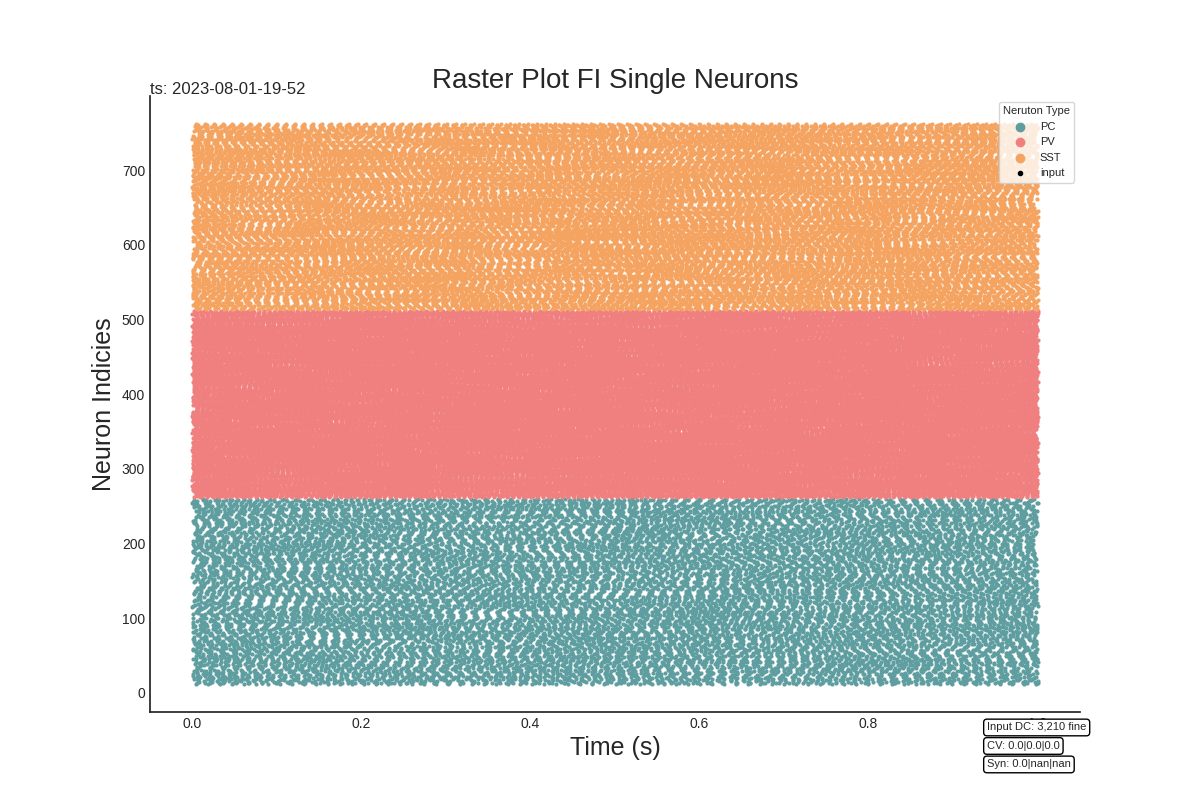 Raster Plot FI Single Neurons
ts: 2023-08-01-19-52
Neruton Type
PC
PV
SST
input
Neuron Indicies
700
600
500
400
300
200
100
0
0.0
0.2
0.4
0.6
0.8
Time (s)
Input DC: 3,210 fine
CV: 0.0|0.0|0.0
Syn: 0.0|nan|nan